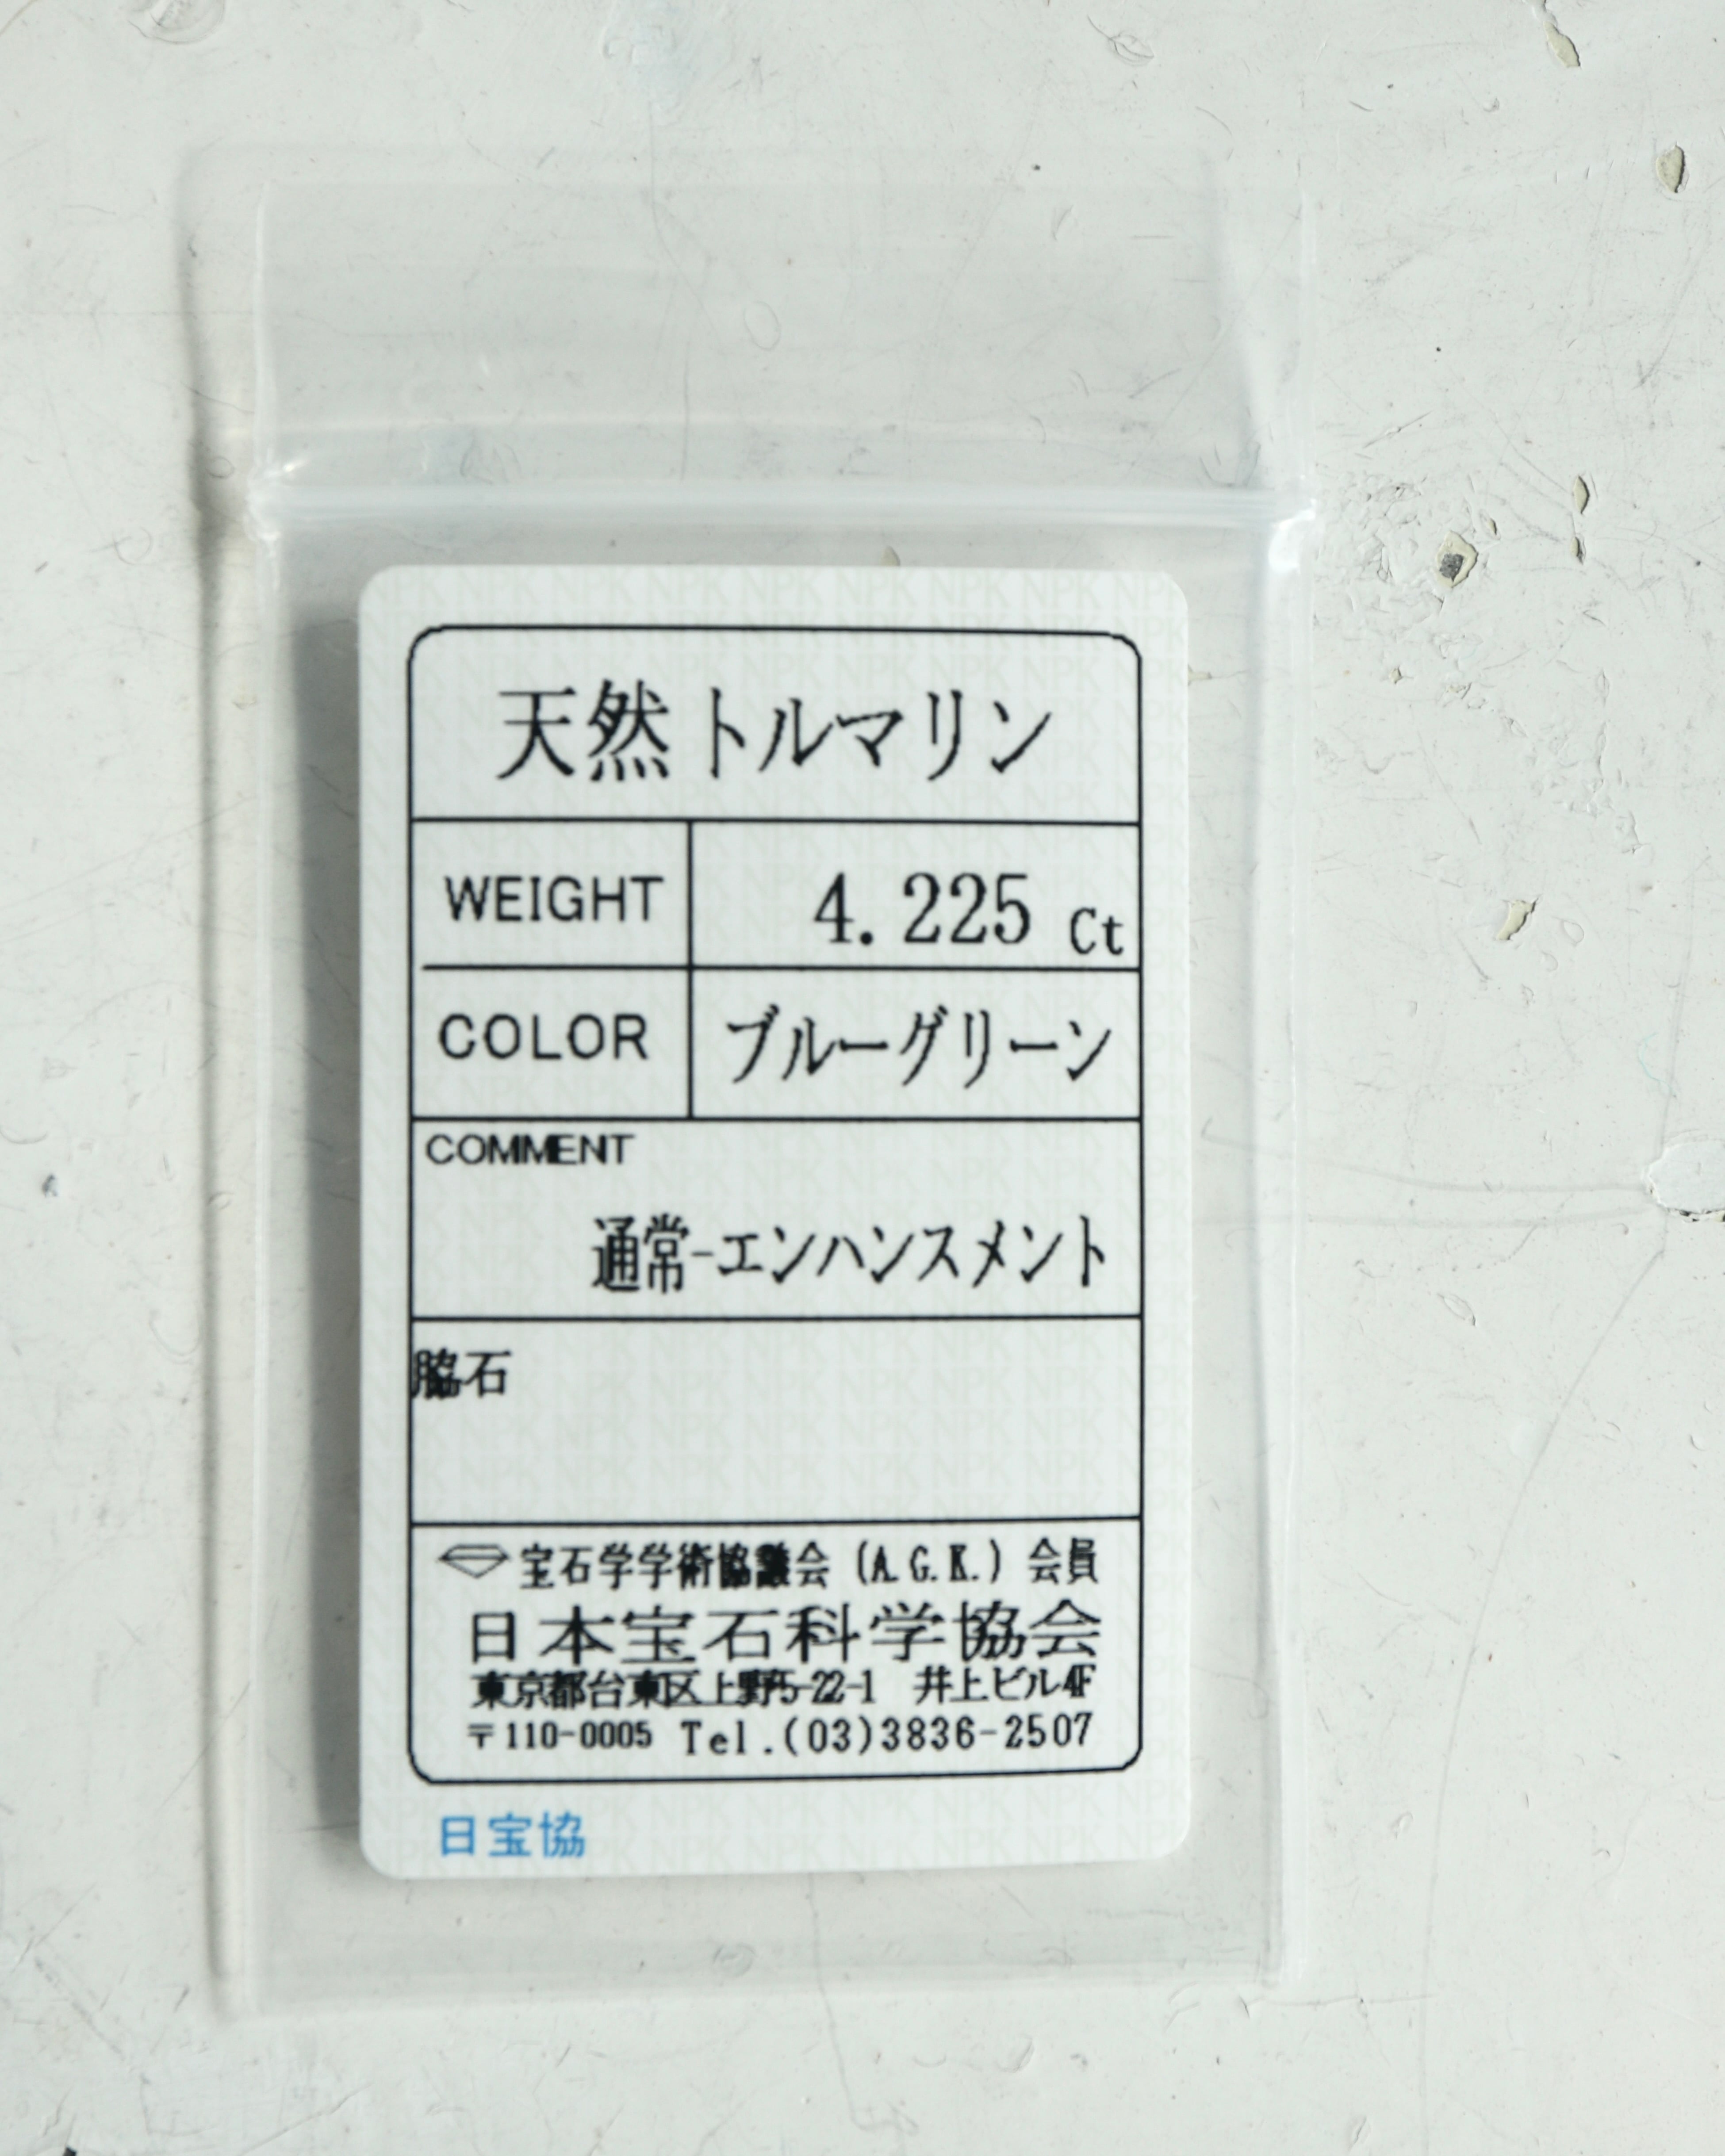 天然トルマリン
WEIGHT 4.225 Ct
COLOR ブルーグリーン
COMMENT
通常-エンハンスメント
脇石
宝石学学術協議会 (A.G.K.) 会員
日本宝石科学協会
東京都台東区上野5-22-1 井上ビル4F
〒110-0005 Tel.(03)3836-2507
日宝協